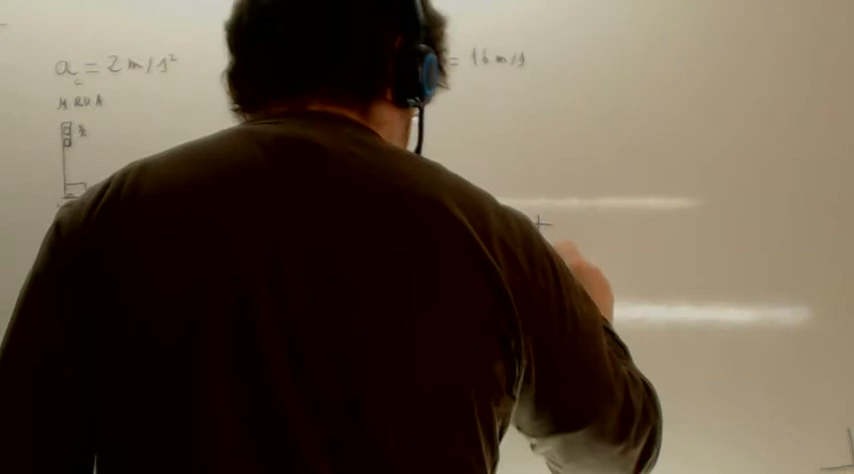 a_c = 2 m/s² = 16 m/s
M.R.U.A